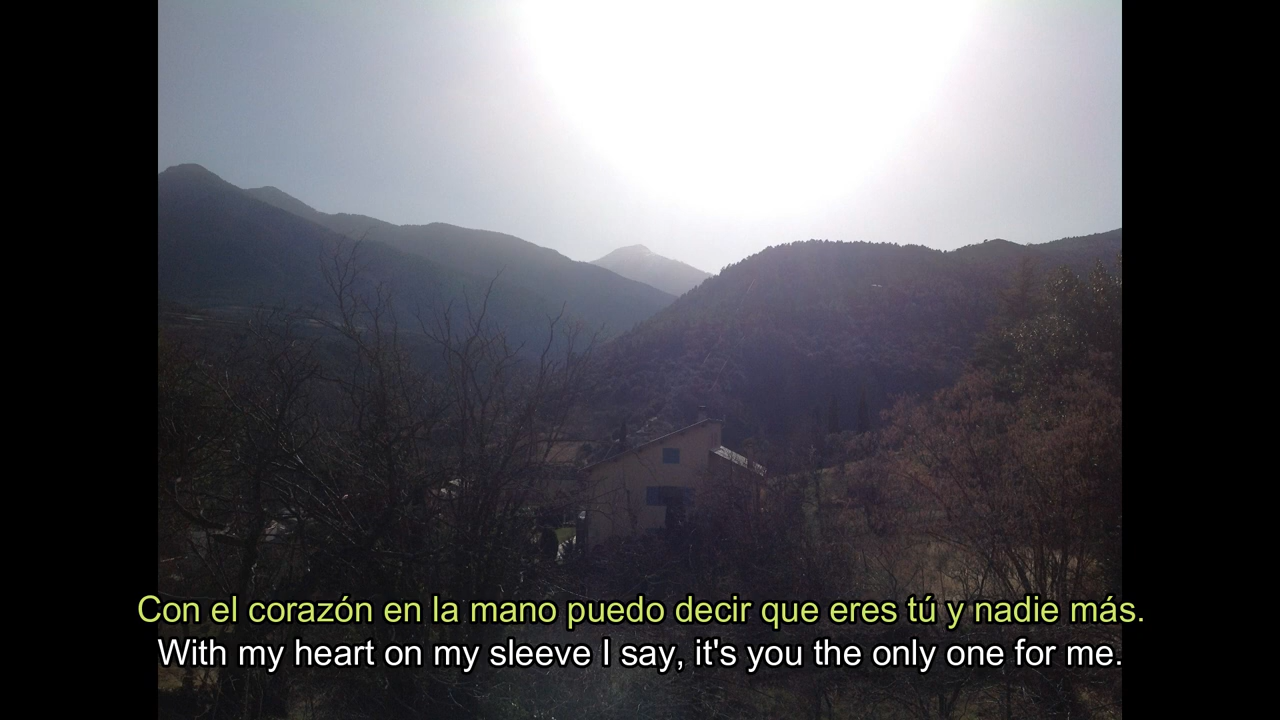 Con el corazón en la mano puedo decir que eres tú y nadie más.
With my heart on my sleeve I say, it's you the only one for me.